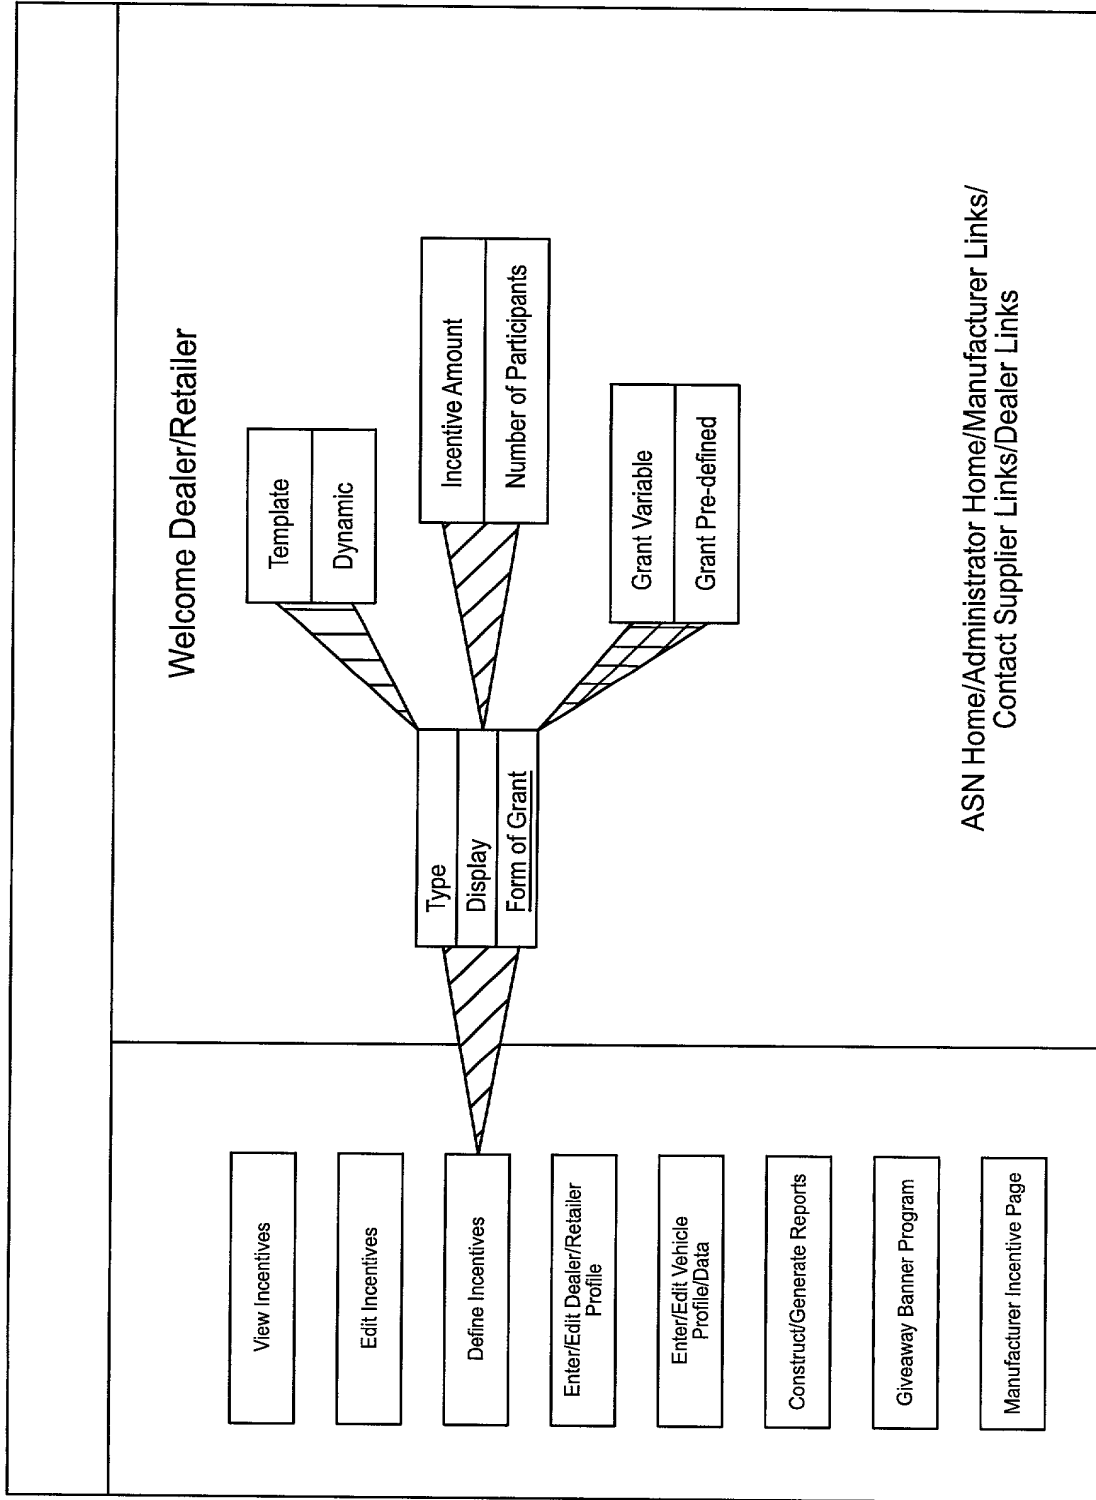 Welcome Dealer/Retailer
View Incentives
Edit Incentives
Define Incentives
Enter/Edit Dealer/Retailer
Profile
Enter/Edit Vehicle
Profile/Data
Construct/Generate Reports
Giveaway Banner Program
Manufacturer Incentive Page
Type
Display
Form of Grant
Template
Dynamic
Incentive Amount
Number of Participants
Grant Variable
Grant Pre-defined
ASN Home/Administrator Home/Manufacturer Links/
Contact Supplier Links/Dealer Links